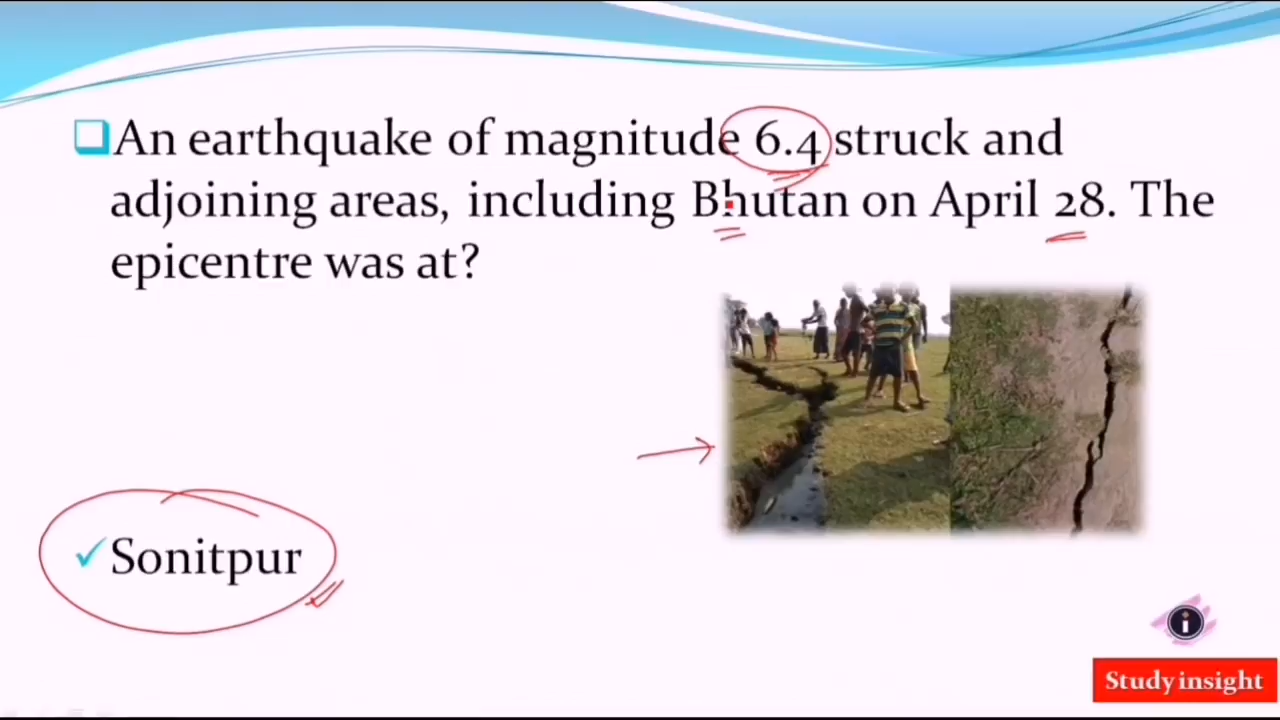 An earthquake of magnitude 6.4 struck and
adjoining areas, including Bhutan on April 28. The
epicentre was at?
Sonitpur
i
Study insight